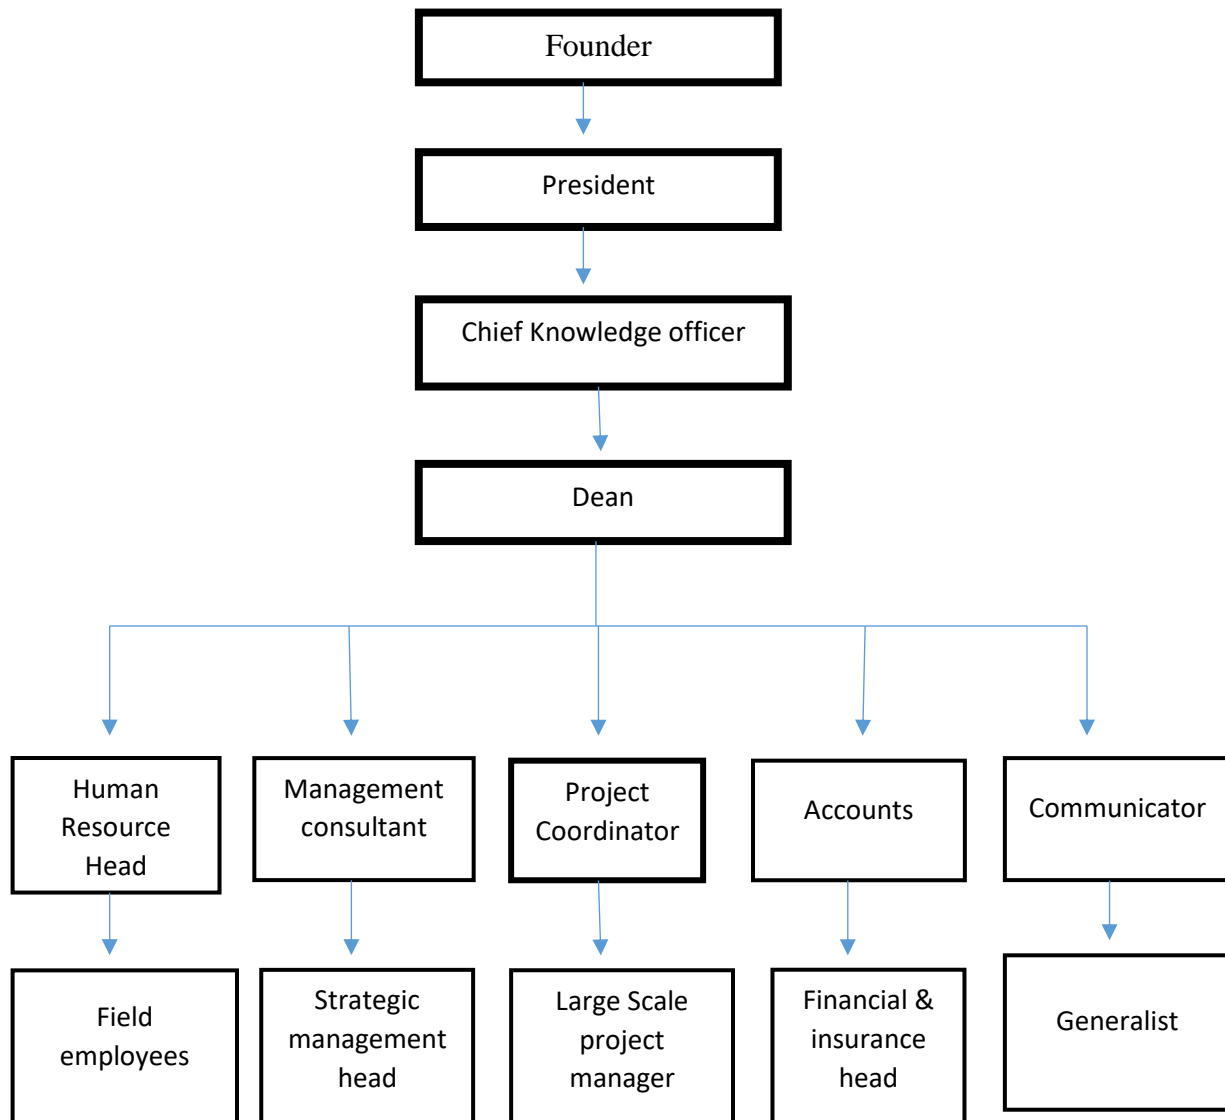 Founder
President
Chief Knowledge officer
Dean
Human
Resource
Head
Management
consultant
Project
Coordinator
Accounts
Communicator
Field
employees
Strategic
management
head
Large Scale
project
manager
Financial &
insurance
head
Generalist